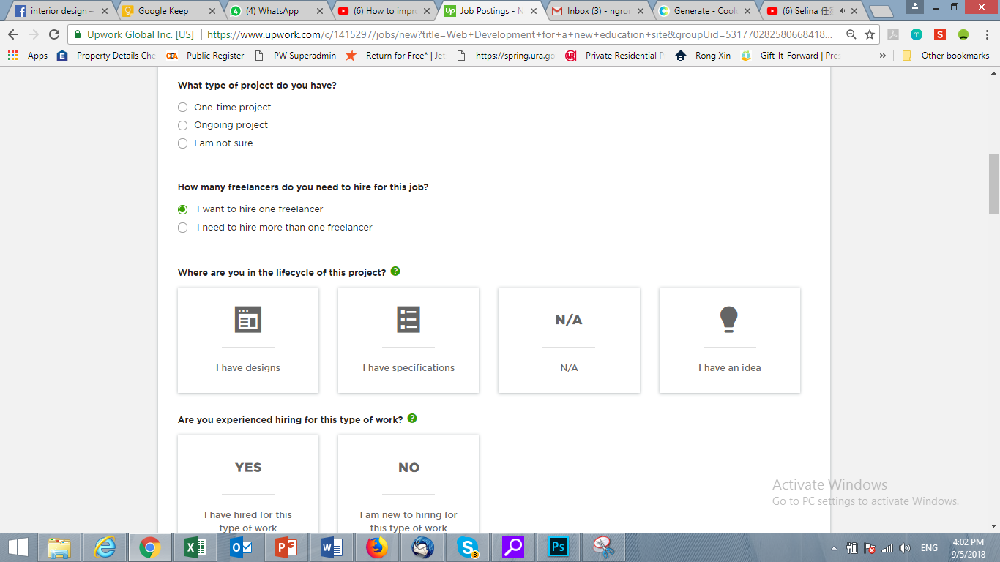 interior design –
Google Keep
(4) WhatsApp
(6) How to impro
Job Postings - N
Inbox (3) - ngror
Generate - Coolo
(6) Selina 任
Upwork Global Inc. [US]
https://www.upwork.com/c/1415297/jobs/new?title=Web+Development+for+a+new+education+site&groupUid=531770282580668418...
Apps
Property Details Che
CEA
Public Register
PW Superadmin
Return for Free* | Jet
https://spring.ura.go
Private Residential P
Rong Xin
Gift-It-Forward | Pre
»
Other bookmarks
What type of project do you have?
One-time project
Ongoing project
I am not sure
How many freelancers do you need to hire for this job?
I want to hire one freelancer
I need to hire more than one freelancer
Where are you in the lifecycle of this project?
N/A
I have designs
I have specifications
N/A
I have an idea
Are you experienced hiring for this type of work?
YES
NO
I have hired for this
type of work
I am new to hiring for
this type of work
Activate Windows
Go to PC settings to activate Windows.
ENG
4:02 PM
9/5/2018